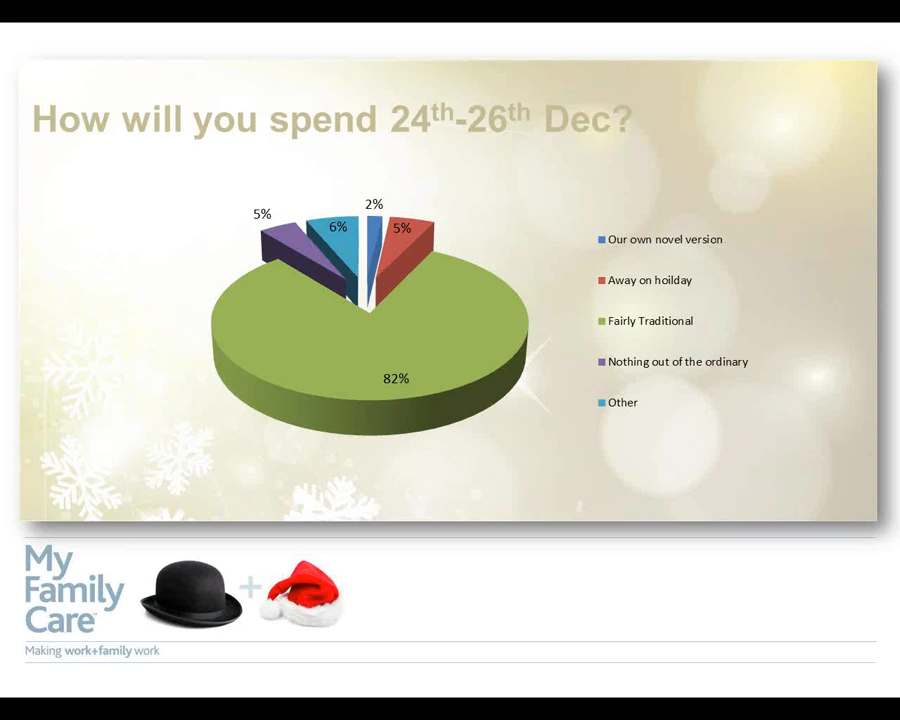 How will you spend 24th-26th Dec?
2%
5%
6%
5%
82%
Our own novel version
Away on hoilday
Fairly Traditional
Nothing out of the ordinary
Other
My
Family
Care™
+
Making work+family work